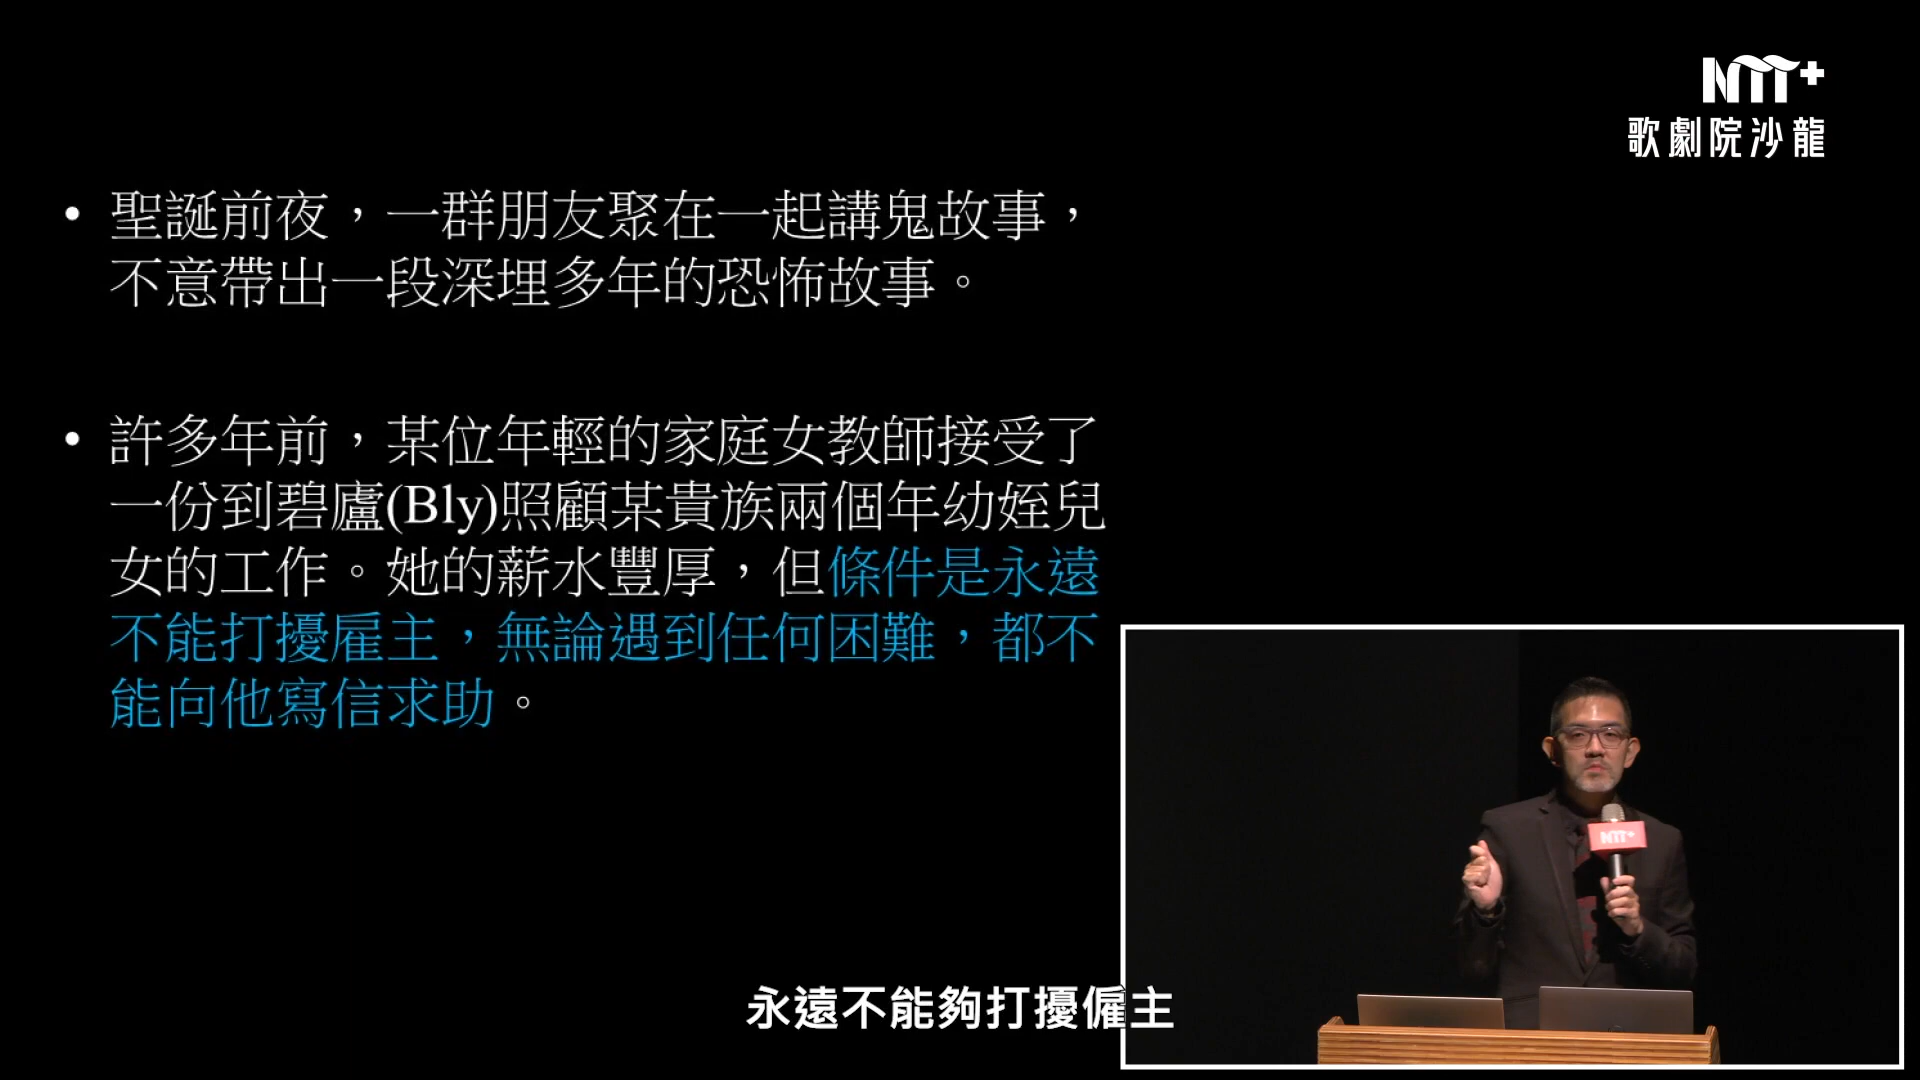 NTT+
歌劇院沙龍
• 聖誕前夜，一群朋友聚在一起講鬼故事，
不意帶出一段深埋多年的恐怖故事。
• 許多年前，某位年輕的家庭女教師接受了
一份到碧廬(Bly)照顧某貴族兩個年幼姪兒
女的工作。她的薪水豐厚，但條件是永遠
不能打擾雇主，無論遇到任何困難，都不
能向他寫信求助。
NTT+
永遠不能夠打擾僱主